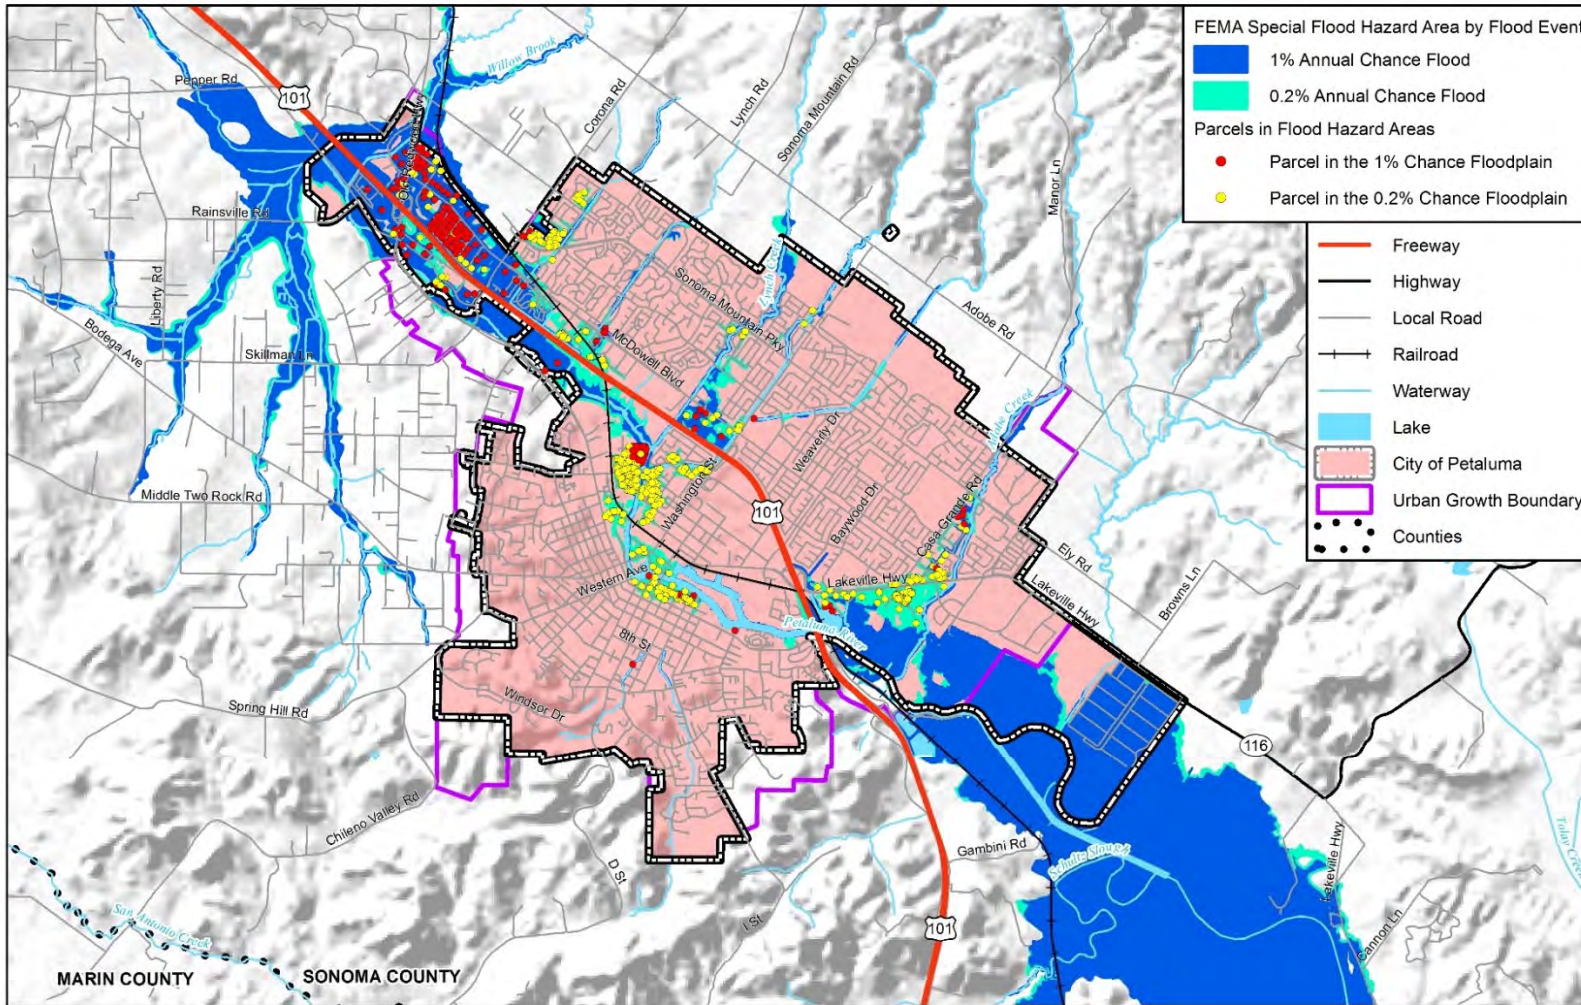 FEMA Special Flood Hazard Area by Flood Event
1% Annual Chance Flood
0.2% Annual Chance Flood
Parcels in Flood Hazard Areas
Parcel in the 1% Chance Floodplain
Parcel in the 0.2% Chance Floodplain
Freeway
Highway
Local Road
Railroad
Waterway
Lake
City of Petaluma
Urban Growth Boundary
Counties
Willow Brook
Pepper Rd
101
Corona Rd
Lynch Rd
Sonoma Mountain Rd
Manor Ln
Rainsville Rd
Liberty Rd
Bodega Ave
Skillman Ln
Lynch Creek
Sonoma Mountain Pky
Adobe Rd
McDowell Blvd
Adobe Creek
Weaverly Dr
Middle Two Rock Rd
Washington St
101
Baywood Dr
Casa Grande Rd
Ely Rd
Western Ave
Lakeville Hwy
Lakeville Hwy
Browns Ln
Petaluma River
8th St
Windsor Dr
Spring Hill Rd
116
Chileno Valley Rd
D St
I St
Gambini Rd
Schultz Slough
Lakeville Hwy
Tolay Creek
Cannon Ln
101
San Antonio Creek
MARIN COUNTY
SONOMA COUNTY